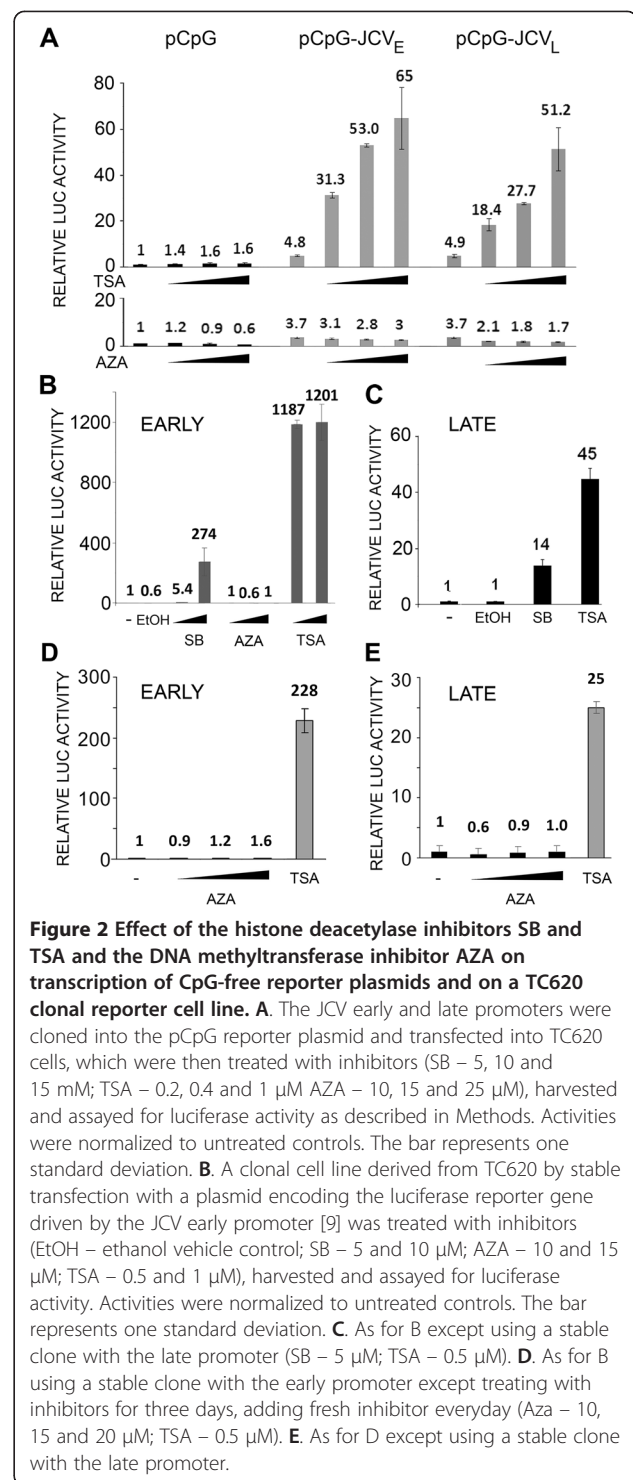 A
pCpG pCpG-JCVE pCpG-JCVL
RELATIVE LUC ACTIVITY
80
60
40
20
0
1 1.4 1.6 1.6 4.8 31.3 53.0 65 4.9 18.4 27.7 51.2
TSA
20
0
1 1.2 0.9 0.6 3.7 3.1 2.8 3 3.7 2.1 1.8 1.7
AZA
B
EARLY
RELATIVE LUC ACTIVITY
1200
800
400
0
1 0.6 5.4 274 1 0.6 1 1187 1201
- EtOH SB AZA TSA
C
LATE
RELATIVE LUC ACTIVITY
60
40
20
0
1 1 14 45
- EtOH SB TSA
D
EARLY
RELATIVE LUC ACTIVITY
300
200
100
0
1 0.9 1.2 1.6 228
- AZA TSA
E
LATE
RELATIVE LUC ACTIVITY
30
20
10
0
1 0.6 0.9 1.0 25
- AZA TSA
Figure 2 Effect of the histone deacetylase inhibitors SB and
TSA and the DNA methyltransferase inhibitor AZA on
transcription of CpG-free reporter plasmids and on a TC620
clonal reporter cell line. A. The JCV early and late promoters were
cloned into the pCpG reporter plasmid and transfected into TC620
cells, which were then treated with inhibitors (SB – 5, 10 and
15 mM; TSA – 0.2, 0.4 and 1 μM AZA – 10, 15 and 25 μM), harvested
and assayed for luciferase activity as described in Methods. Activities
were normalized to untreated controls. The bar represents one
standard deviation. B. A clonal cell line derived from TC620 by stable
transfection with a plasmid encoding the luciferase reporter gene
driven by the JCV early promoter [9] was treated with inhibitors
(EtOH – ethanol vehicle control; SB – 5 and 10 μM; AZA – 10 and 15
μM; TSA – 0.5 and 1 μM), harvested and assayed for luciferase
activity. Activities were normalized to untreated controls. The bar
represents one standard deviation. C. As for B except using a stable
clone with the late promoter (SB – 5 μM; TSA – 0.5 μM). D. As for B
using a stable clone with the early promoter except treating with
inhibitors for three days, adding fresh inhibitor everyday (Aza – 10,
15 and 20 μM; TSA – 0.5 μM). E. As for D except using a stable clone
with the late promoter.